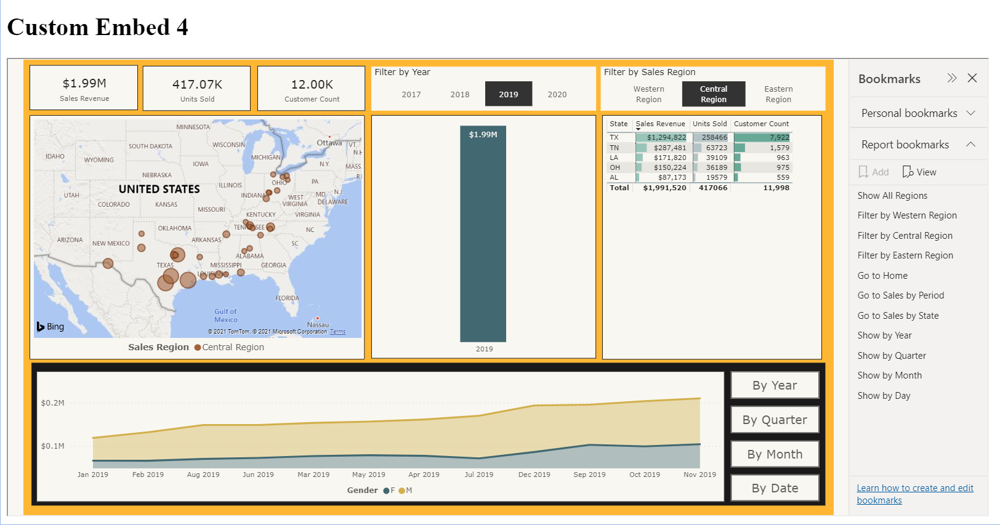 Custom Embed 4
$1.99M
Sales Revenue
417.07K
Units Sold
12.00K
Customer Count
Filter by Year
2017 2018 2019 2020
Filter by Sales Region
Western Region
Central Region
Eastern Region
MINNESOTA
Ottawa
VT.
N.H
SOUTH DAKOTA
WISCONSIN
IDAHO
WYOMING
MICHIGAN
N.Y.
MASS
IOWA
R
NEBRASKA
UNITED STATES
ILLINOIS
OHIO
PA
N.J.
UTAH
COLORADO
KANSAS
INDIANA
WEST VIRGINIA
MD
DELAWARE
MISSOURI
KENTUCKY
VIRGINIA
OKLAHOMA
TENNESSEE
NC
ARIZONA
NEW MEXICO
ARKANSAS
SC
ALABAMA
TEXAS
MISSISSIPPI
GEORGIA
LOUISIANA
FLORIDA
Gulf of
Mexico
Nassau
Bing
© 2021 TomTom, © 2021 Microsoft Corporation Terms
Sales Region Central Region
$1.99M
2019
State Sales Revenue Units Sold Customer Count
TX $1,294,822 258466 7,922
TN $287,481 63723 1,579
LA $171,820 39109 963
OH $150,224 36189 975
AL $87,173 19579 559
Total $1,991,520 417066 11,998
$0.2M
$0.1M
Jan 2019 Feb 2019 Aug 2019 Jun 2019 Mar 2019 May 2019 Apr 2019 Jul 2019 Dec 2019 Sep 2019 Oct 2019 Nov 2019
Gender F M
By Year
By Quarter
By Month
By Date
Bookmarks
Personal bookmarks
Report bookmarks
Add View
Show All Regions
Filter by Western Region
Filter by Central Region
Filter by Eastern Region
Go to Home
Go to Sales by Period
Go to Sales by State
Show by Year
Show by Quarter
Show by Month
Show by Day
Learn how to create and edit
bookmarks